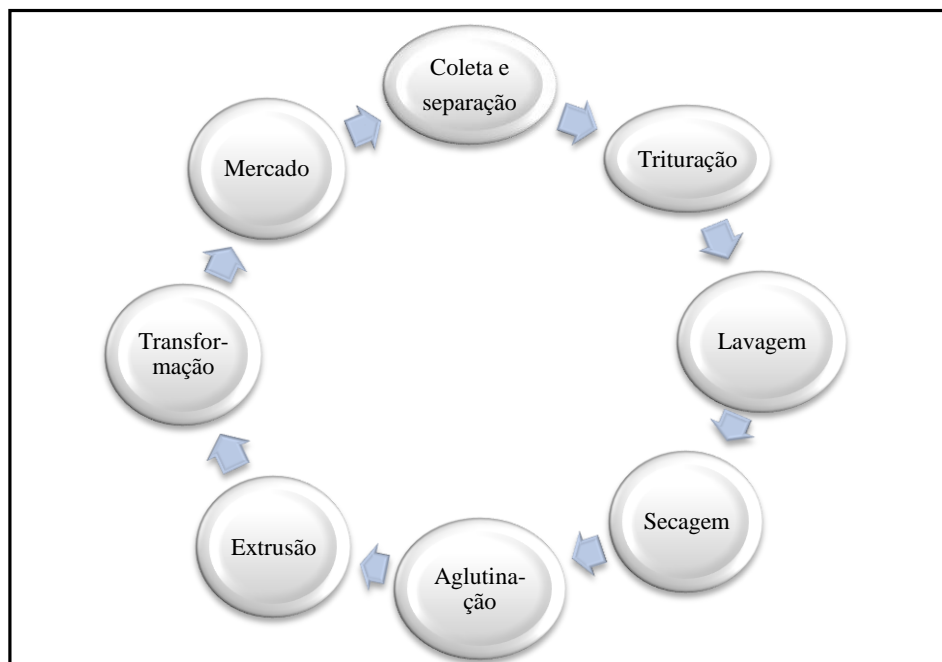 Coleta e
separação
Trituração
Lavagem
Secagem
Aglutina-
ção
Extrusão
Transfor-
mação
Mercado